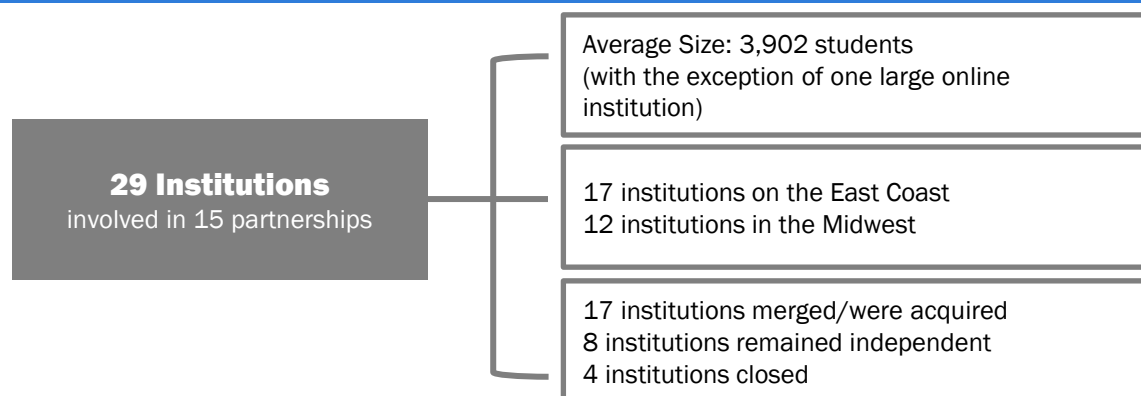 29 Institutions
involved in 15 partnerships
Average Size: 3,902 students
(with the exception of one large online
institution)
17 institutions on the East Coast
12 institutions in the Midwest
17 institutions merged/were acquired
8 institutions remained independent
4 institutions closed